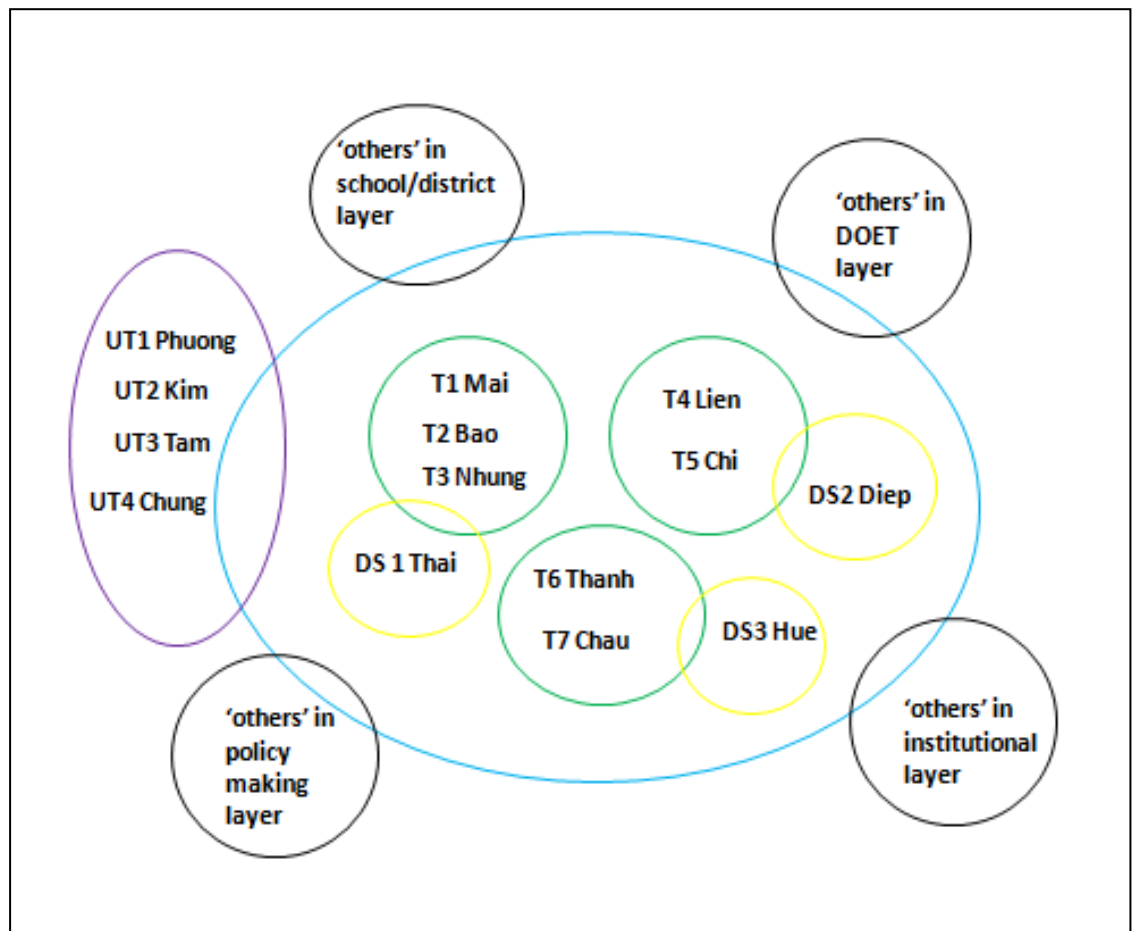 ‘others’ in
school/district
layer
‘others’ in
DOET
layer
UT1 Phuong
UT2 Kim
UT3 Tam
UT4 Chung
T1 Mai
T2 Bao
T3 Nhung
T4 Lien
T5 Chi
DS2 Diep
DS 1 Thai
T6 Thanh
T7 Chau
DS3 Hue
‘others’ in
policy
making
layer
‘others’ in
institutional
layer